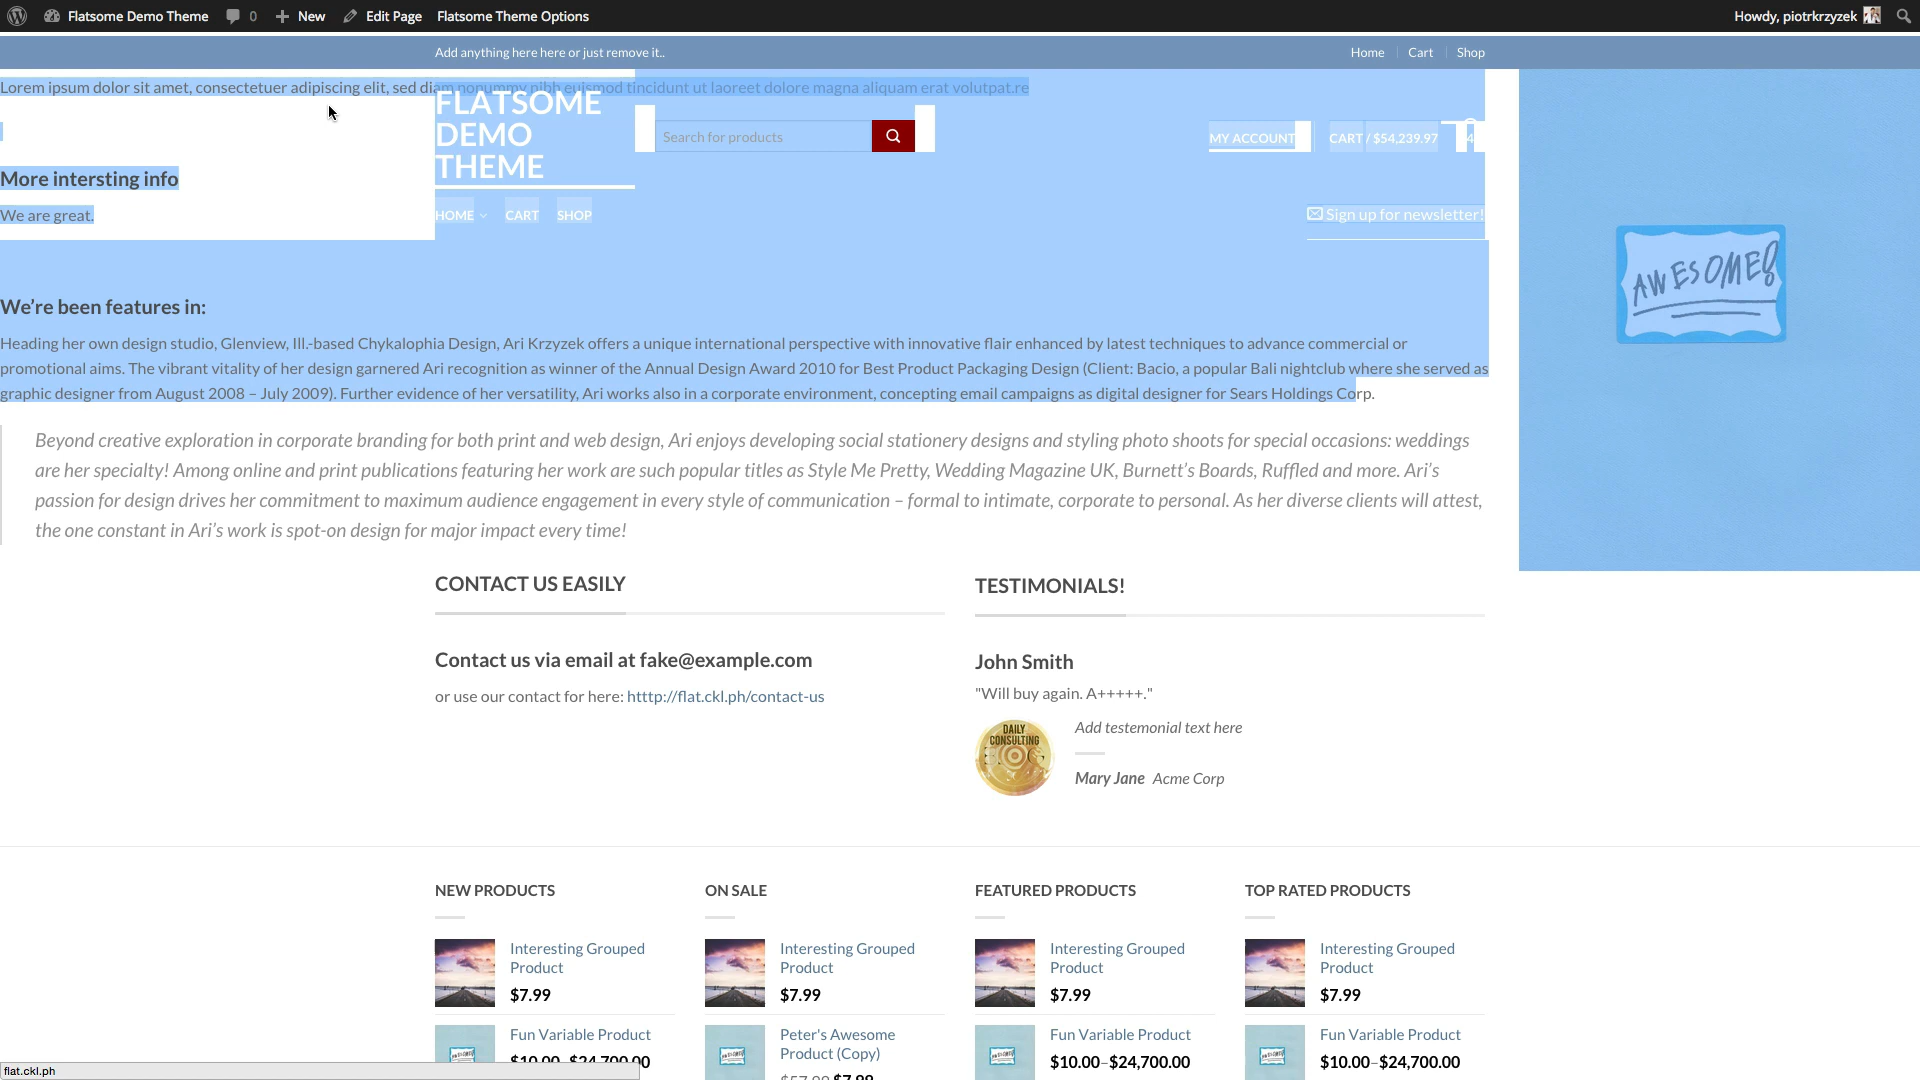 Flatsome Demo Theme 0 New Edit Page Flatsome Theme Options Howdy, piotrkrzyzek
Add anything here here or just remove it.. Home Cart Shop
Lorem ipsum dolor sit amet, consectetuer adipiscing elit, sed diam nonummy nibh euismod tincidunt ut laoreet dolore magna aliquam erat volutpat.re
FLATSOME
DEMO
THEME
Search for products
MY ACCOUNT CART / $54,239.97 4
More intersting info
We are great.
HOME CART SHOP
Sign up for newsletter!
AWESOME!
We’re been features in:
Heading her own design studio, Glenview, Ill.-based Chykalophia Design, Ari Krzyzek offers a unique international perspective with innovative flair enhanced by latest techniques to advance commercial or
promotional aims. The vibrant vitality of her design garnered Ari recognition as winner of the Annual Design Award 2010 for Best Product Packaging Design (Client: Bacio, a popular Bali nightclub where she served as
graphic designer from August 2008 – July 2009). Further evidence of her versatility, Ari works also in a corporate environment, concepting email campaigns as digital designer for Sears Holdings Corp.
Beyond creative exploration in corporate branding for both print and web design, Ari enjoys developing social stationery designs and styling photo shoots for special occasions: weddings
are her specialty! Among online and print publications featuring her work are such popular titles as Style Me Pretty, Wedding Magazine UK, Burnett’s Boards, Ruffled and more. Ari’s
passion for design drives her commitment to maximum audience engagement in every style of communication – formal to intimate, corporate to personal. As her diverse clients will attest,
the one constant in Ari’s work is spot-on design for major impact every time!
CONTACT US EASILY
Contact us via email at fake@example.com
or use our contact for here: htttp://flat.ckl.ph/contact-us
TESTIMONIALS!
John Smith
"Will buy again. A+++++."
DAILY
CONSULTING
Add testemonial text here
Mary Jane Acme Corp
NEW PRODUCTS
Interesting Grouped
Product
$7.99
Fun Variable Product
$10.00–$24,700.00
ON SALE
Interesting Grouped
Product
$7.99
Peter's Awesome
Product (Copy)
$57.99 $7.99
FEATURED PRODUCTS
Interesting Grouped
Product
$7.99
Fun Variable Product
$10.00–$24,700.00
TOP RATED PRODUCTS
Interesting Grouped
Product
$7.99
Fun Variable Product
$10.00–$24,700.00
flat.ckl.ph